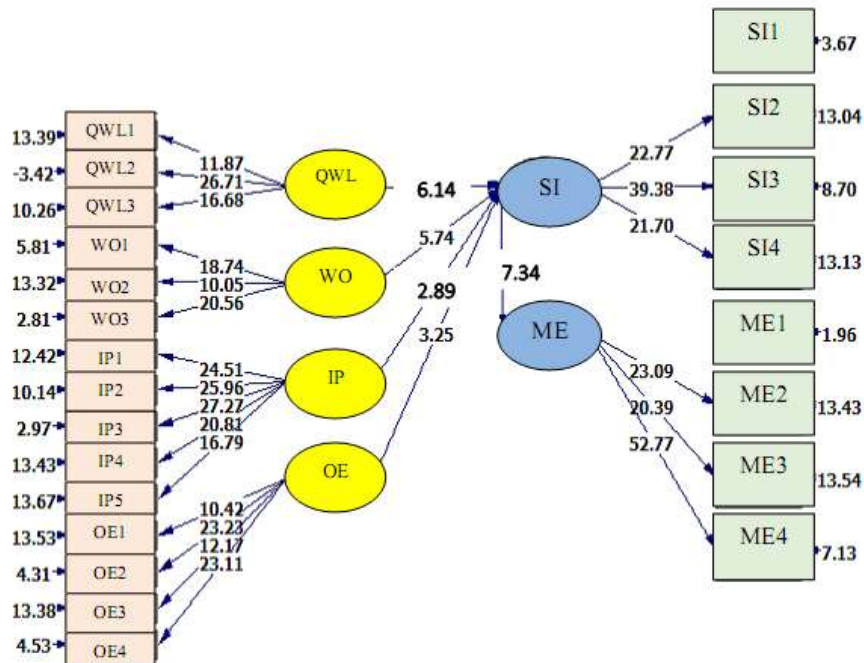 SI1
3.67
SI2
13.04
22.77
SI3
8.70
39.38
SI4
13.13
21.70
13.39
QWL1
11.87
-3.42
QWL2
26.71
10.26
QWL3
16.68
QWL
6.14
SI
5.81
WO1
18.74
13.32
WO2
10.05
2.81
WO3
20.56
WO
5.74
7.34
ME
12.42
IP1
24.51
10.14
IP2
25.96
2.97
IP3
27.27
13.43
IP4
20.81
13.67
IP5
16.79
IP
2.89
13.53
OE1
10.42
4.31
OE2
23.23
13.38
OE3
12.17
4.53
OE4
23.11
OE
3.25
ME1
1.96
ME2
13.43
23.09
ME3
13.54
20.39
ME4
7.13
52.77